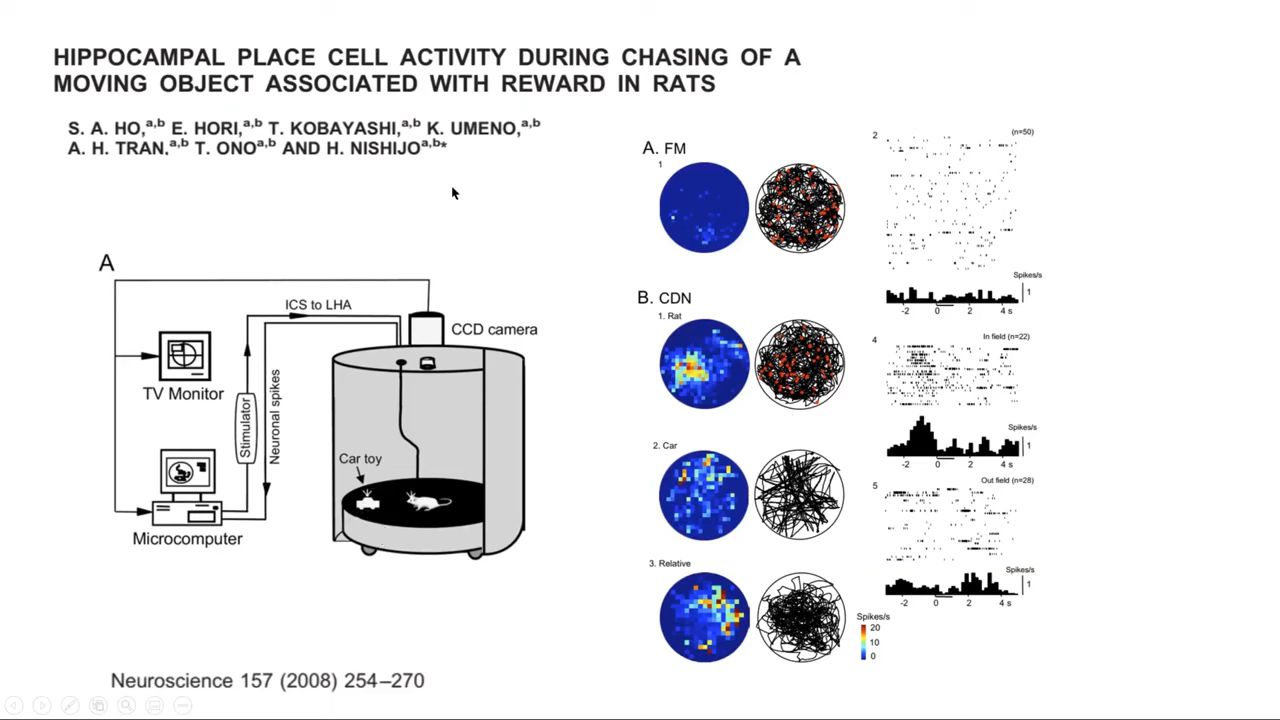 HIPPOCAMPAL PLACE CELL ACTIVITY DURING CHASING OF A
MOVING OBJECT ASSOCIATED WITH REWARD IN RATS
S. A. HO,a,b E. HORI,a,b T. KOBAYASHI,a,b K. UMENO,a,b
A. H. TRAN,a,b T. ONOa,b AND H. NISHIJOa,b*
A
ICS to LHA
CCD camera
TV Monitor
Stimulator
Neuronal spikes
Car toy
Microcomputer
A. FM
1
2
(n=50)
Spikes/s
1
-2 0 2 4 s
B. CDN
1. Rat
4
In field (n=22)
Spikes/s
1
-2 0 2 4 s
2. Car
5
Out field (n=28)
Spikes/s
1
-2 0 2 4 s
3. Relative
Spikes/s
20
10
0
Neuroscience 157 (2008) 254–270